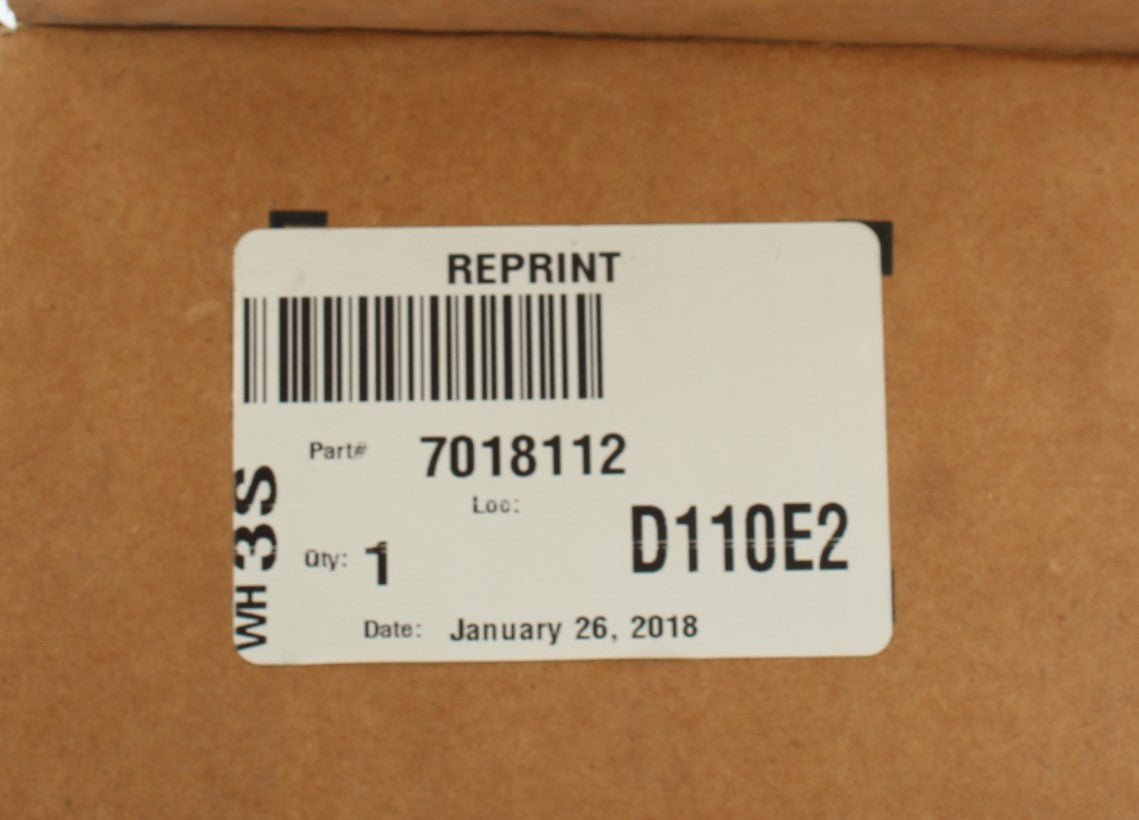 REPRINT
Part# 7018112
Loc:
D110E2
Qty: 1
Date: January 26, 2018
WH 3S